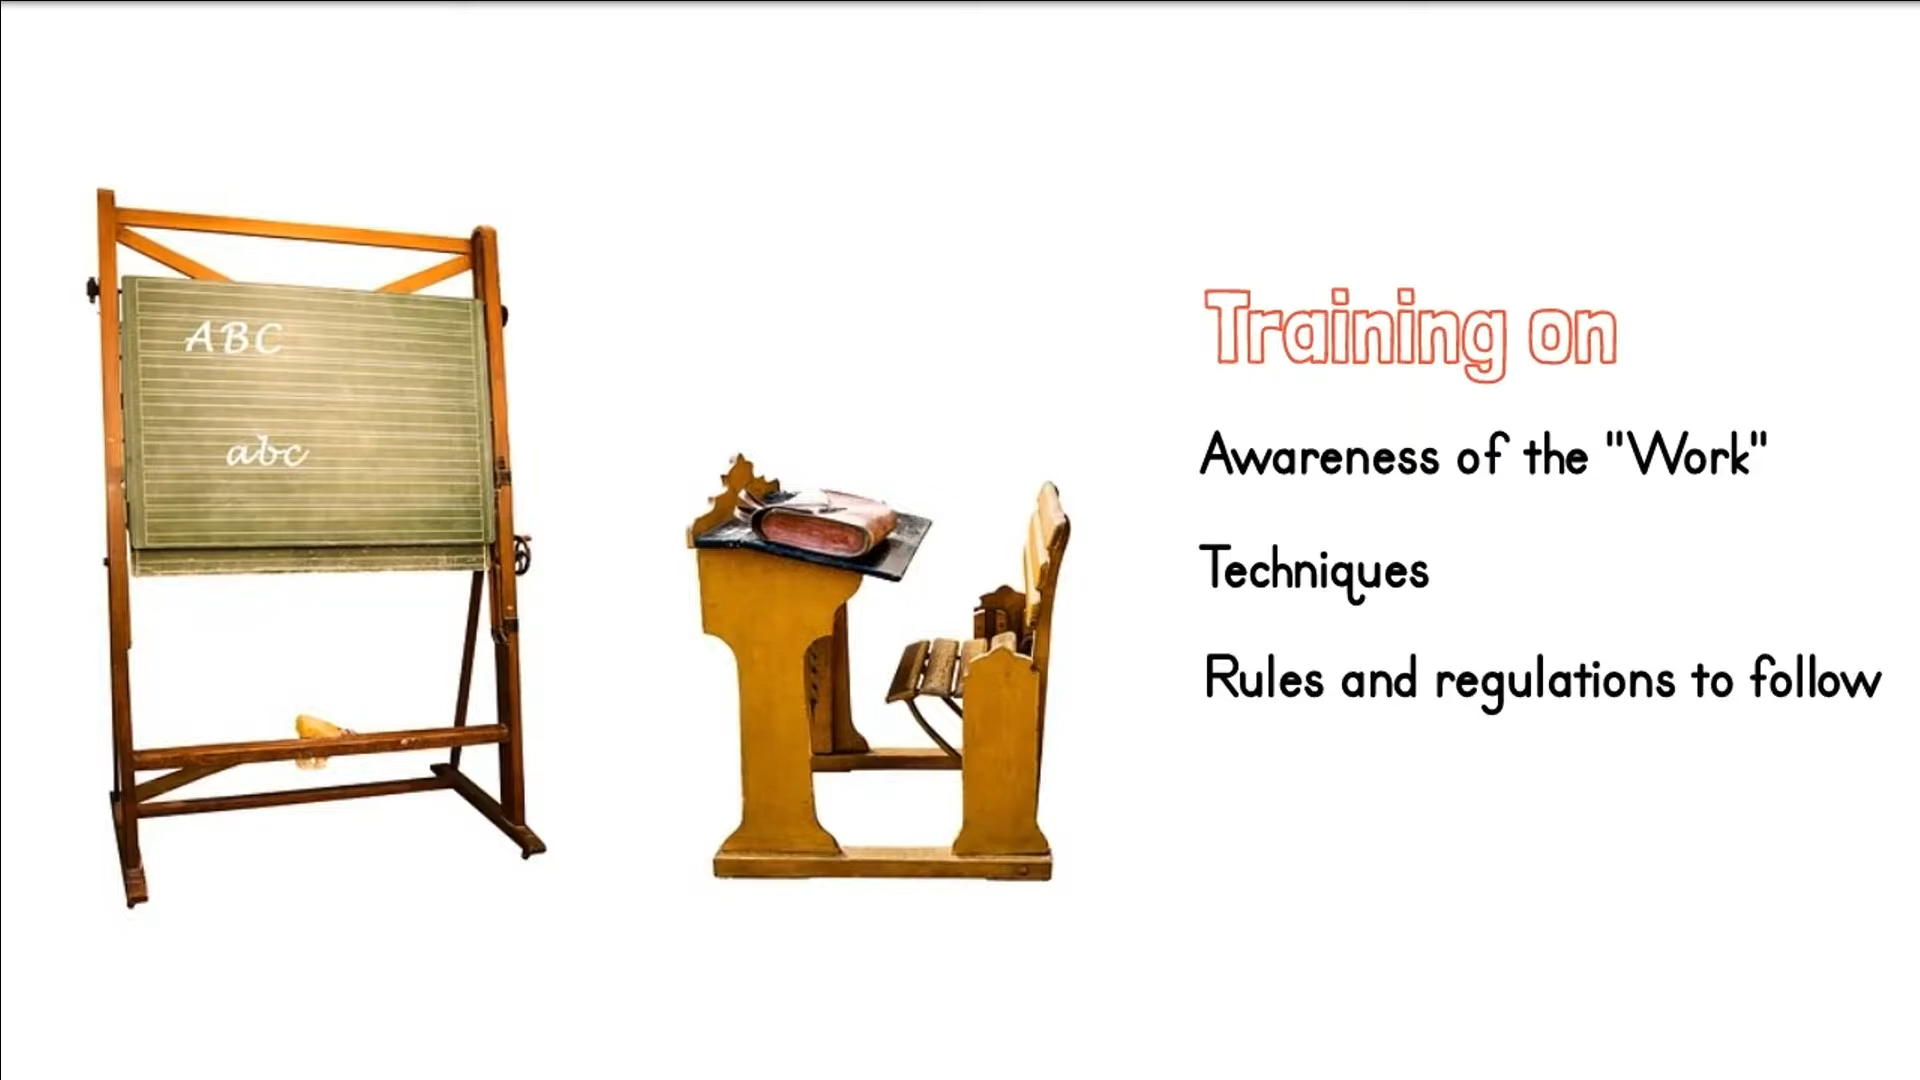 ABC
abc
Training on
Awareness of the "Work"
Techniques
Rules and regulations to follow